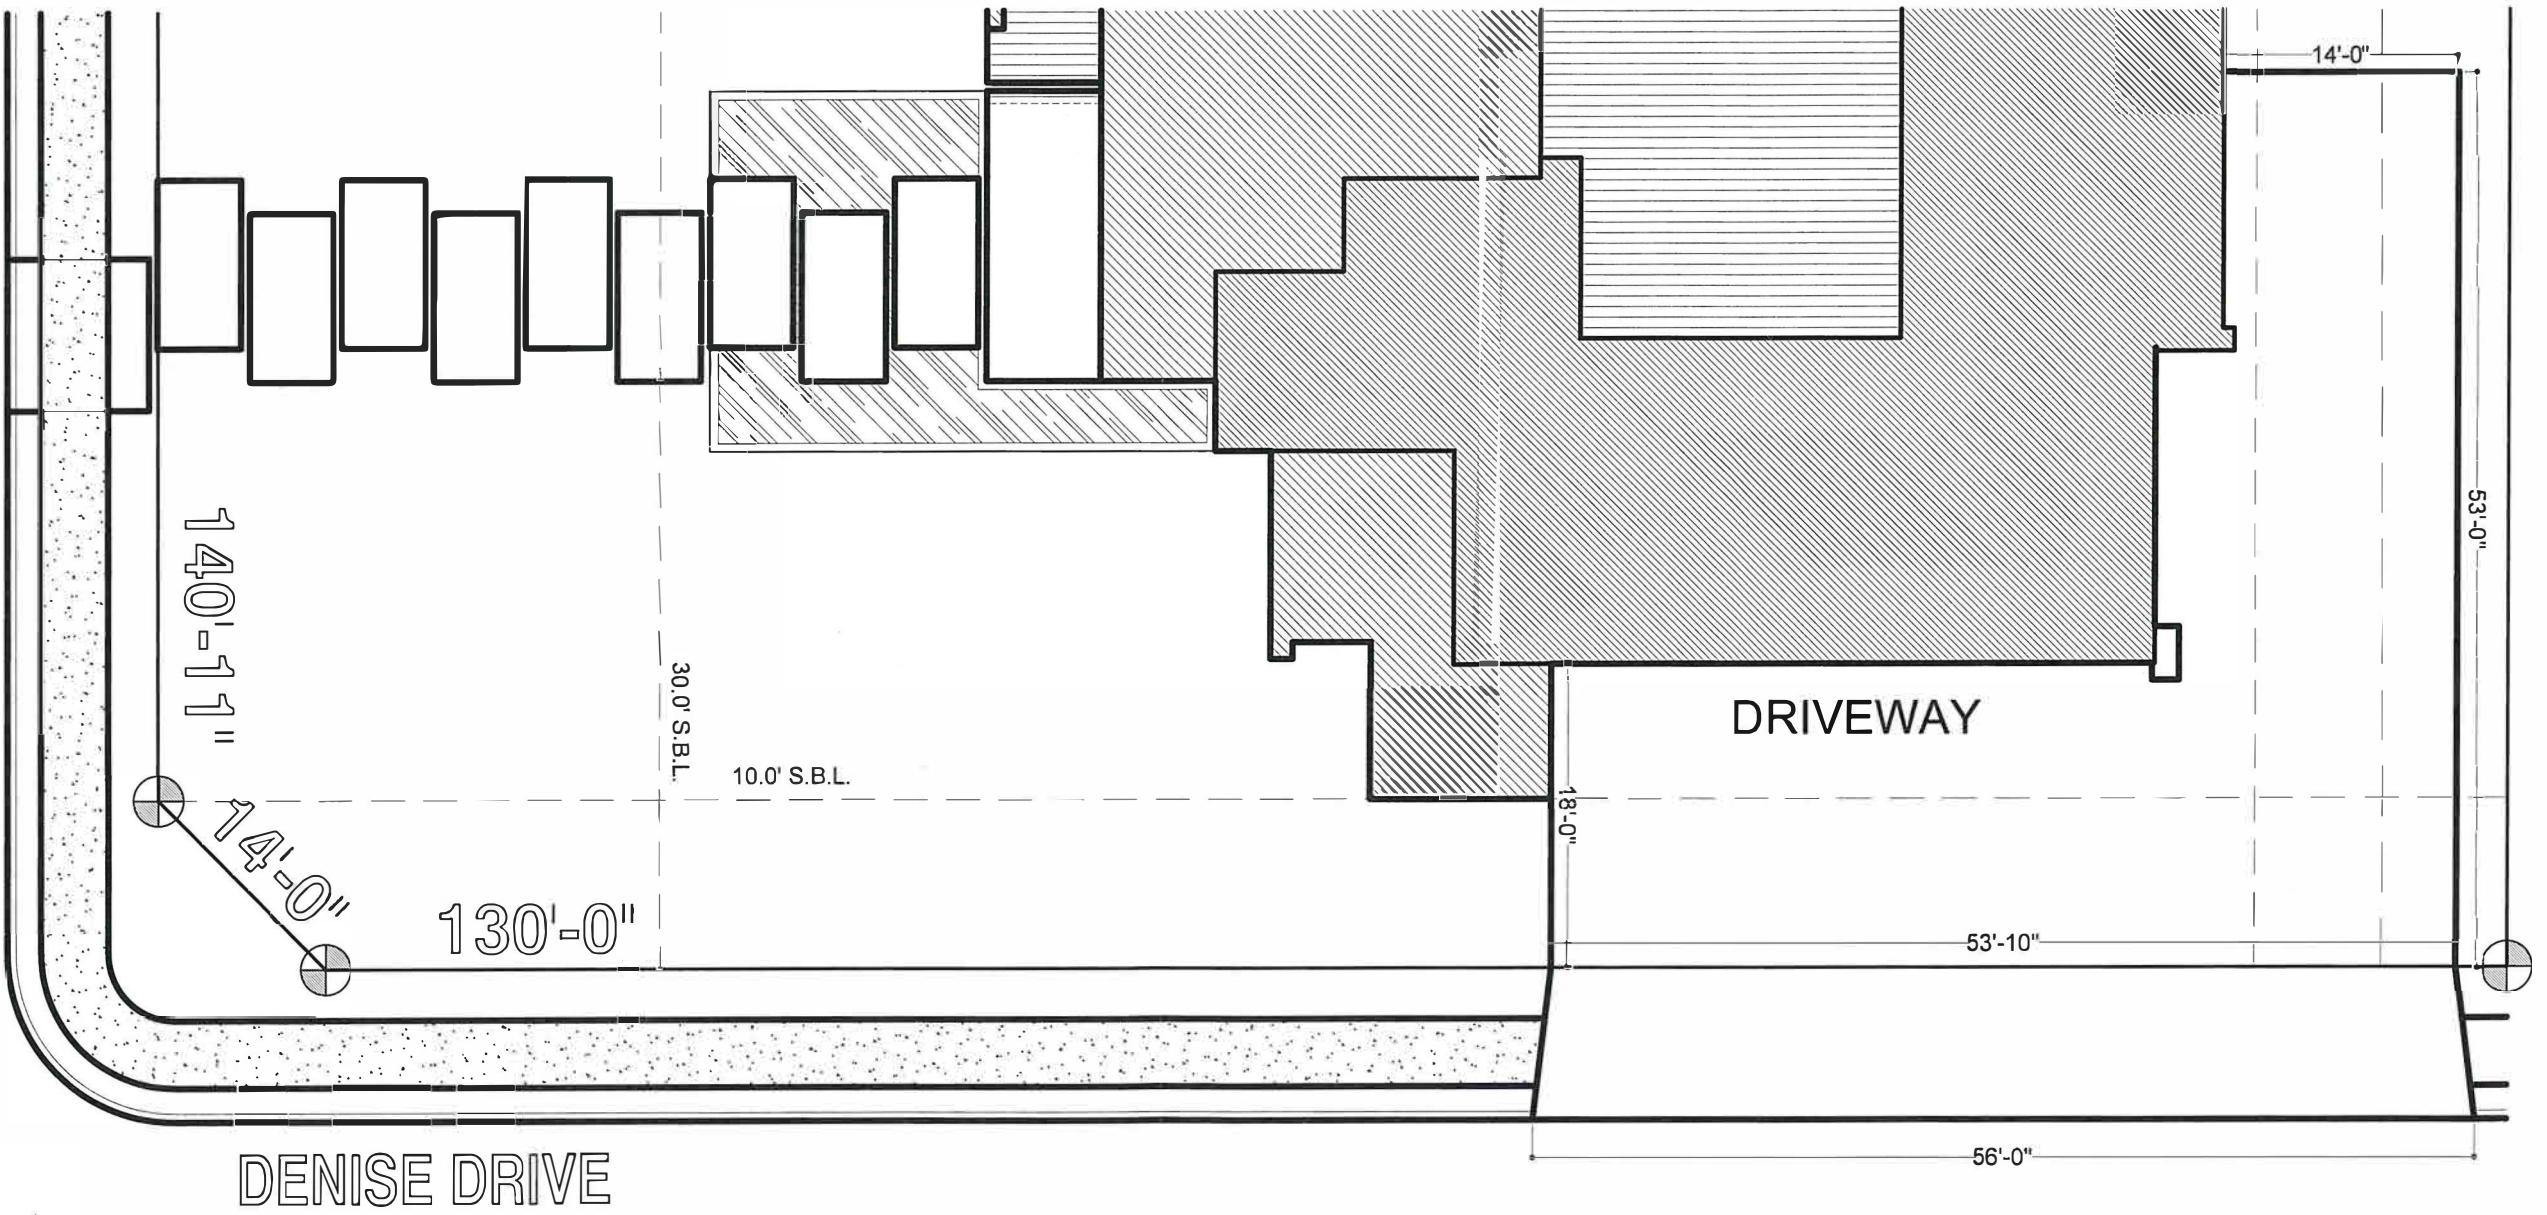 14'-0"
53'-0"
140'-11"
30.0' S.B.L.
10.0' S.B.L.
DRIVEWAY
18'-0"
14'-0"
130'-0"
53'-10"
56'-0"
DENISE DRIVE